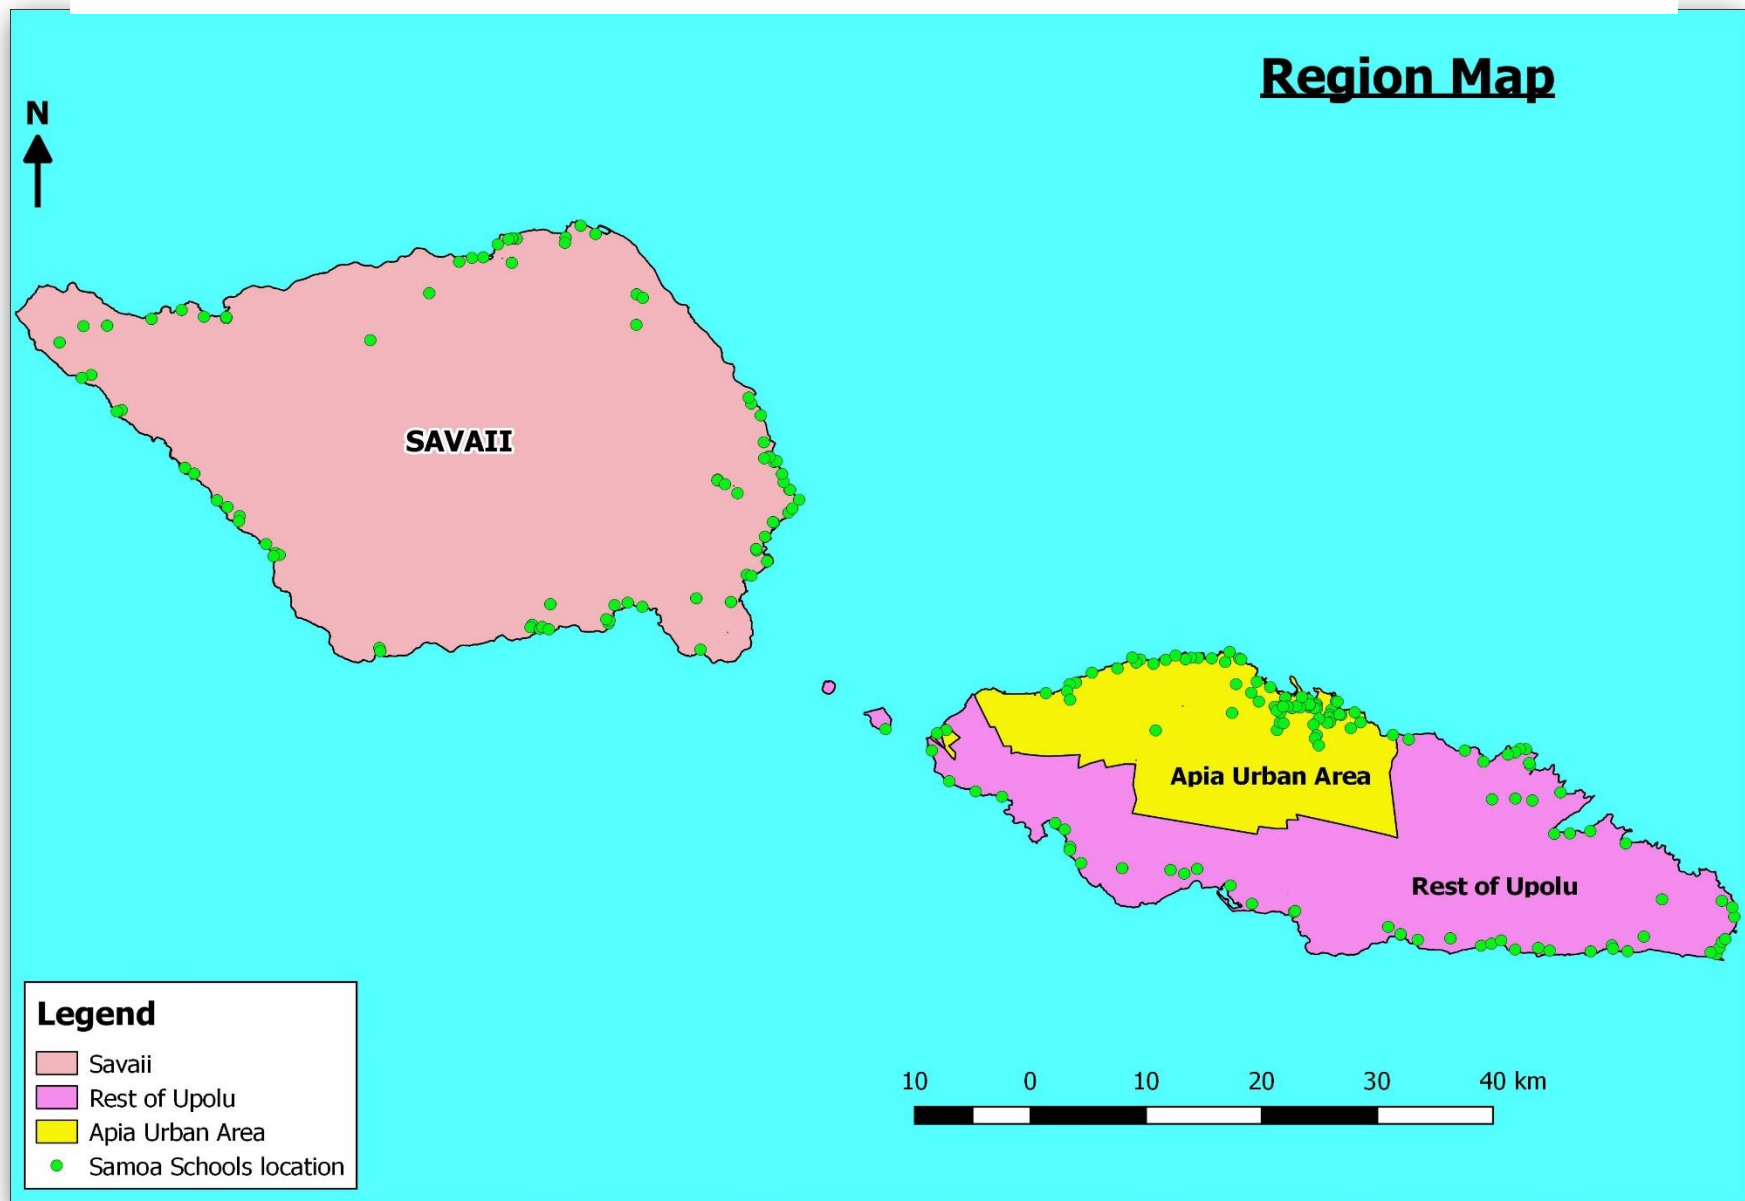 Region Map
N
SAVAII
Apia Urban Area
Rest of Upolu
Legend
Savaii
Rest of Upolu
Apia Urban Area
Samoa Schools location
10 0 10 20 30 40 km